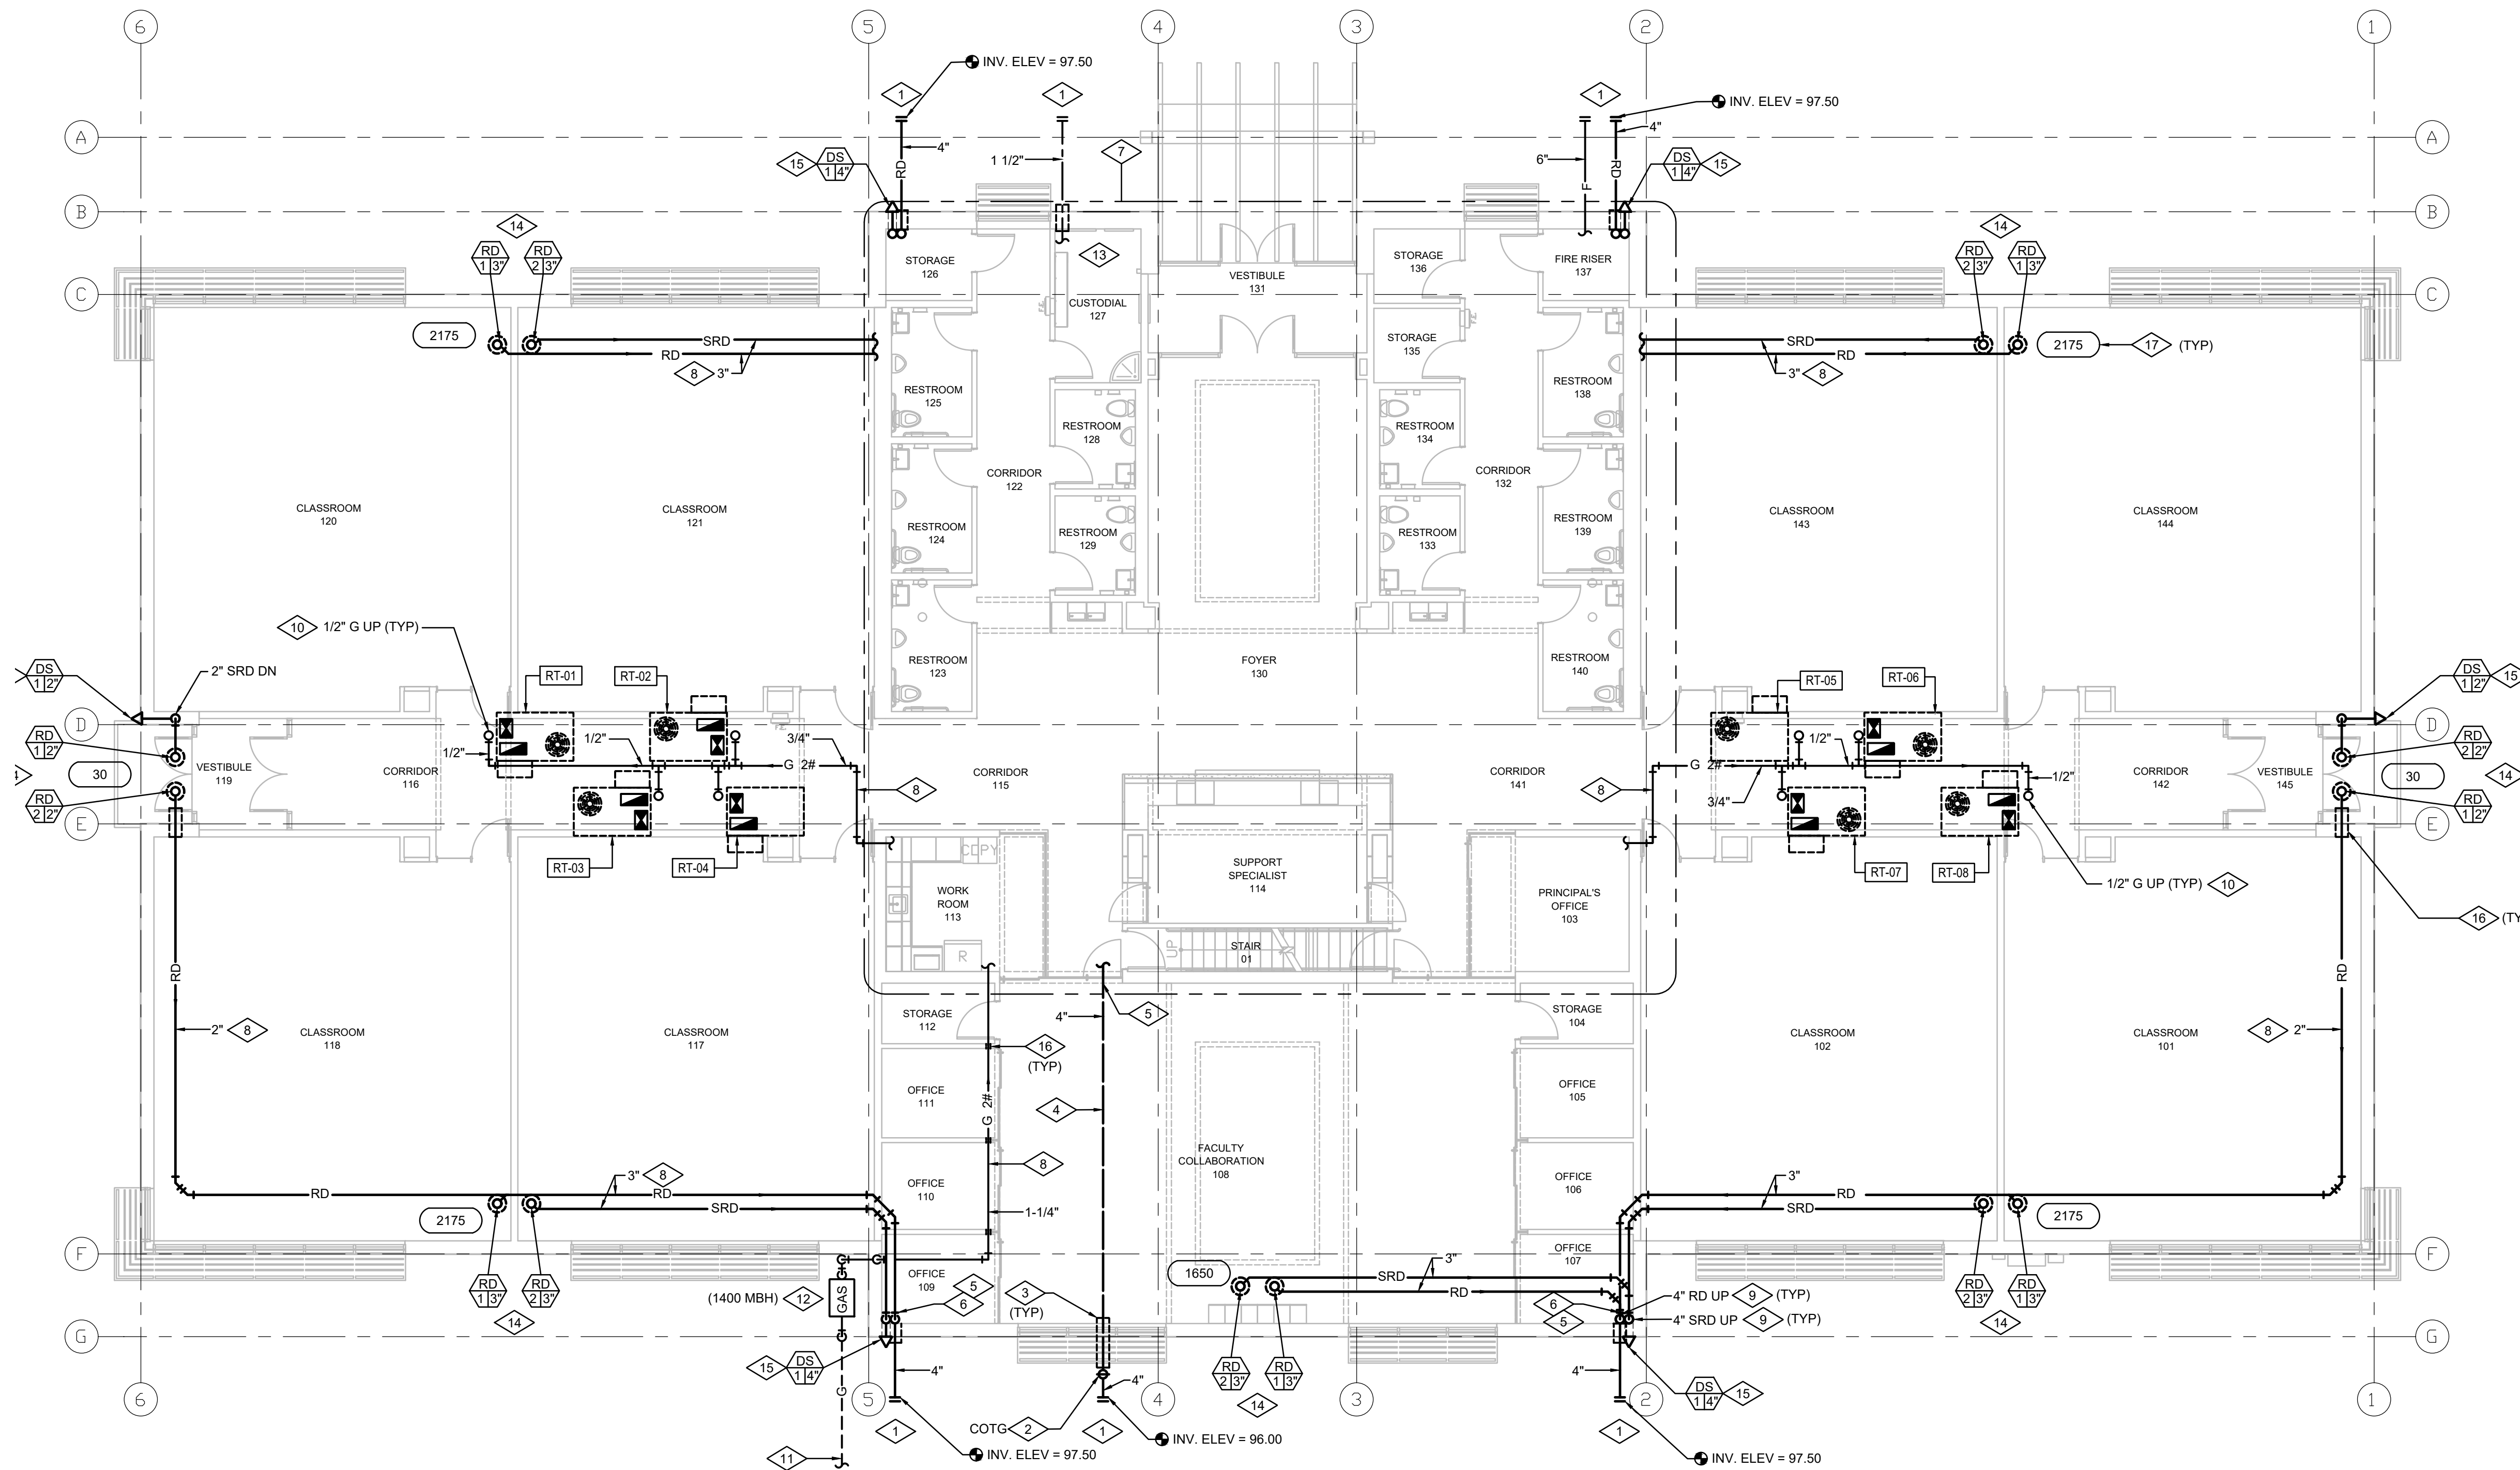 6
5
4
3
2
1
INV. ELEV = 97.50
1
1
1
INV. ELEV = 97.50
A
4"
1 1/2"
7
6"
4"
A
15
DS
1 4"
RD
F
RD
DS
1 4"
15
B
B
14
14
RD
1 3"
RD
2 3"
RD
2 3"
RD
1 3"
13
STORAGE
126
VESTIBULE
131
STORAGE
136
FIRE RISER
137
C
C
CUSTODIAL
127
2175
SRD
RD
8
3"
STORAGE
135
SRD
RD
3"
8
2175
17
(TYP)
RESTROOM
125
RESTROOM
128
RESTROOM
134
RESTROOM
138
CORRIDOR
122
CORRIDOR
132
CLASSROOM
120
CLASSROOM
121
CLASSROOM
143
CLASSROOM
144
RESTROOM
124
RESTROOM
129
RESTROOM
133
RESTROOM
139
10
1/2" G UP (TYP)
DS
1 2"
2" SRD DN
RT-01
RT-02
RESTROOM
123
FOYER
130
RESTROOM
140
RT-05
RT-06
DS
1 2"
15
D
D
RD
1 2"
1/2"
1/2"
3/4"
1/2"
RD
2 2"
30
VESTIBULE
119
CORRIDOR
116
G 2#
CORRIDOR
115
CORRIDOR
141
G 2#
1/2"
CORRIDOR
142
VESTIBULE
145
30
14
8
8
3/4"
RD
2 2"
RD
1 2"
E
E
COPY
RT-03
RT-04
SUPPORT
SPECIALIST
114
RT-07
RT-08
1/2" G UP (TYP)
10
WORK
ROOM
113
PRINCIPAL'S
OFFICE
103
16
(TY
UP
STAIR
01
R
RD
RD
4"
5
STORAGE
112
STORAGE
104
2"
8
CLASSROOM
118
CLASSROOM
117
16
(TYP)
CLASSROOM
102
CLASSROOM
101
8
2"
OFFICE
111
G 2#
4
OFFICE
105
FACULTY
COLLABORATION
108
8
3"
8
RD
RD
SRD
OFFICE
110
1-1/4"
OFFICE
106
3"
RD
SRD
2175
2175
F
F
OFFICE
107
3"
1650
SRD
RD
RD
1 3"
RD
2 3"
(1400 MBH)
12
GAS
OFFICE
109
5
6
3
(TYP)
6
5
4" RD UP
9
(TYP)
4" SRD UP
9
(TYP)
RD
2 3"
RD
1 3"
14
14
G
G
15
DS
1 4"
4"
4"
RD
2 3"
RD
1 3"
14
4"
DS
1 4"
15
G
6
5
4
3
2
1
COTG
2
1
1
1
INV. ELEV = 96.00
11
INV. ELEV = 97.50
INV. ELEV = 97.50